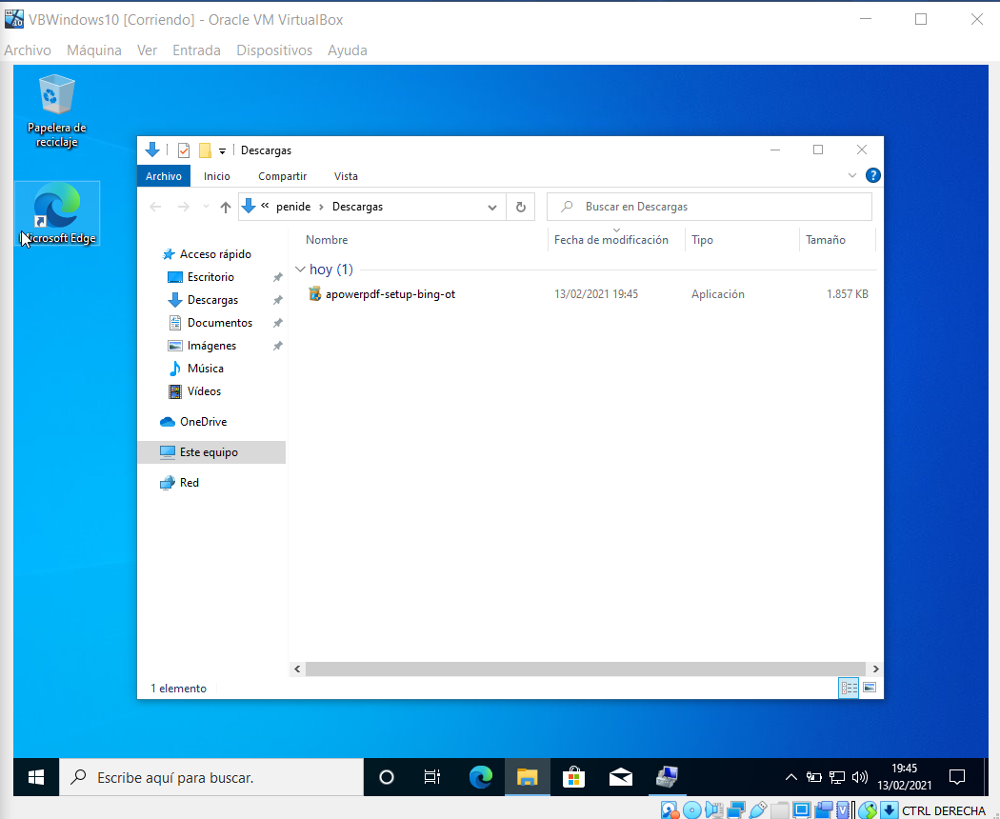 VBWindows10 [Corriendo] - Oracle VM VirtualBox
Archivo Máquina Ver Entrada Dispositivos Ayuda
Papelera de
reciclaje
Microsoft Edge
Descargas
Archivo Inicio Compartir Vista
« penide › Descargas
Buscar en Descargas
Nombre Fecha de modificación Tipo Tamaño
Acceso rápido
Escritorio
Descargas
Documentos
Imágenes
Música
Vídeos
OneDrive
Este equipo
Red
hoy (1)
apowerpdf-setup-bing-ot 13/02/2021 19:45 Aplicación 1.857 KB
1 elemento
Escribe aquí para buscar.
19:45
13/02/2021
CTRL DERECHA